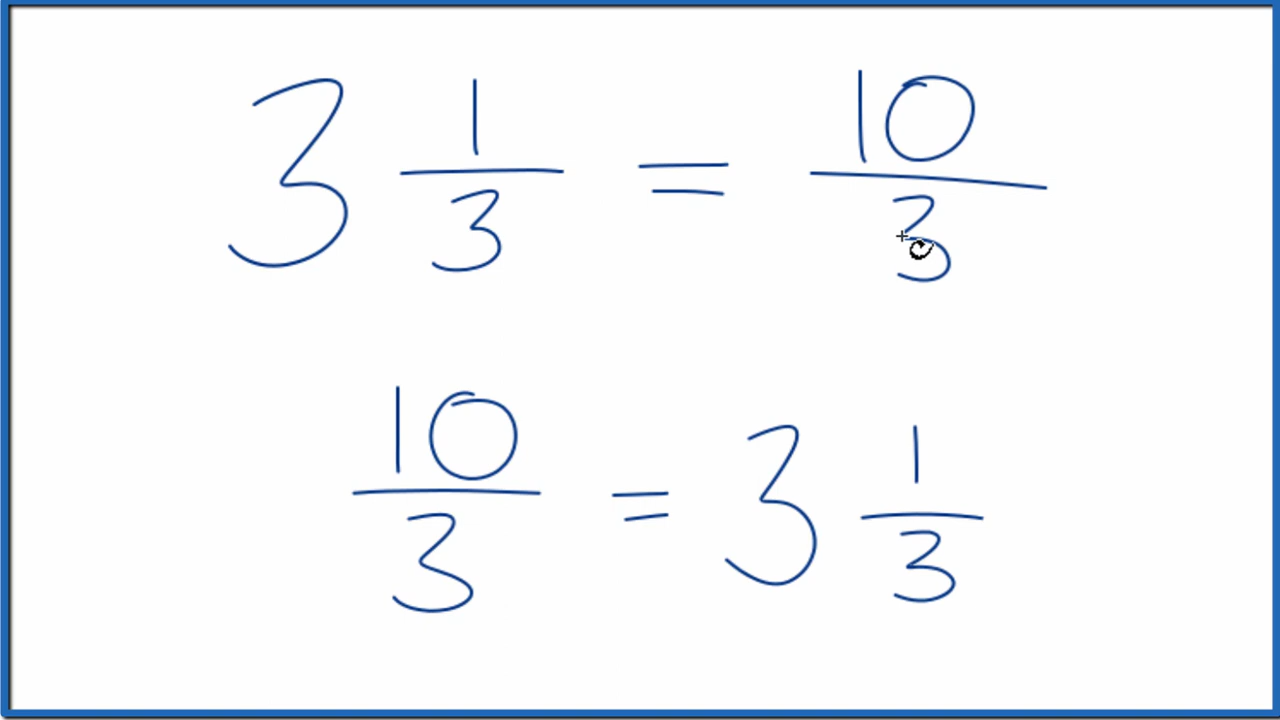 3 1/3 = 10/3
10/3 = 3 1/3